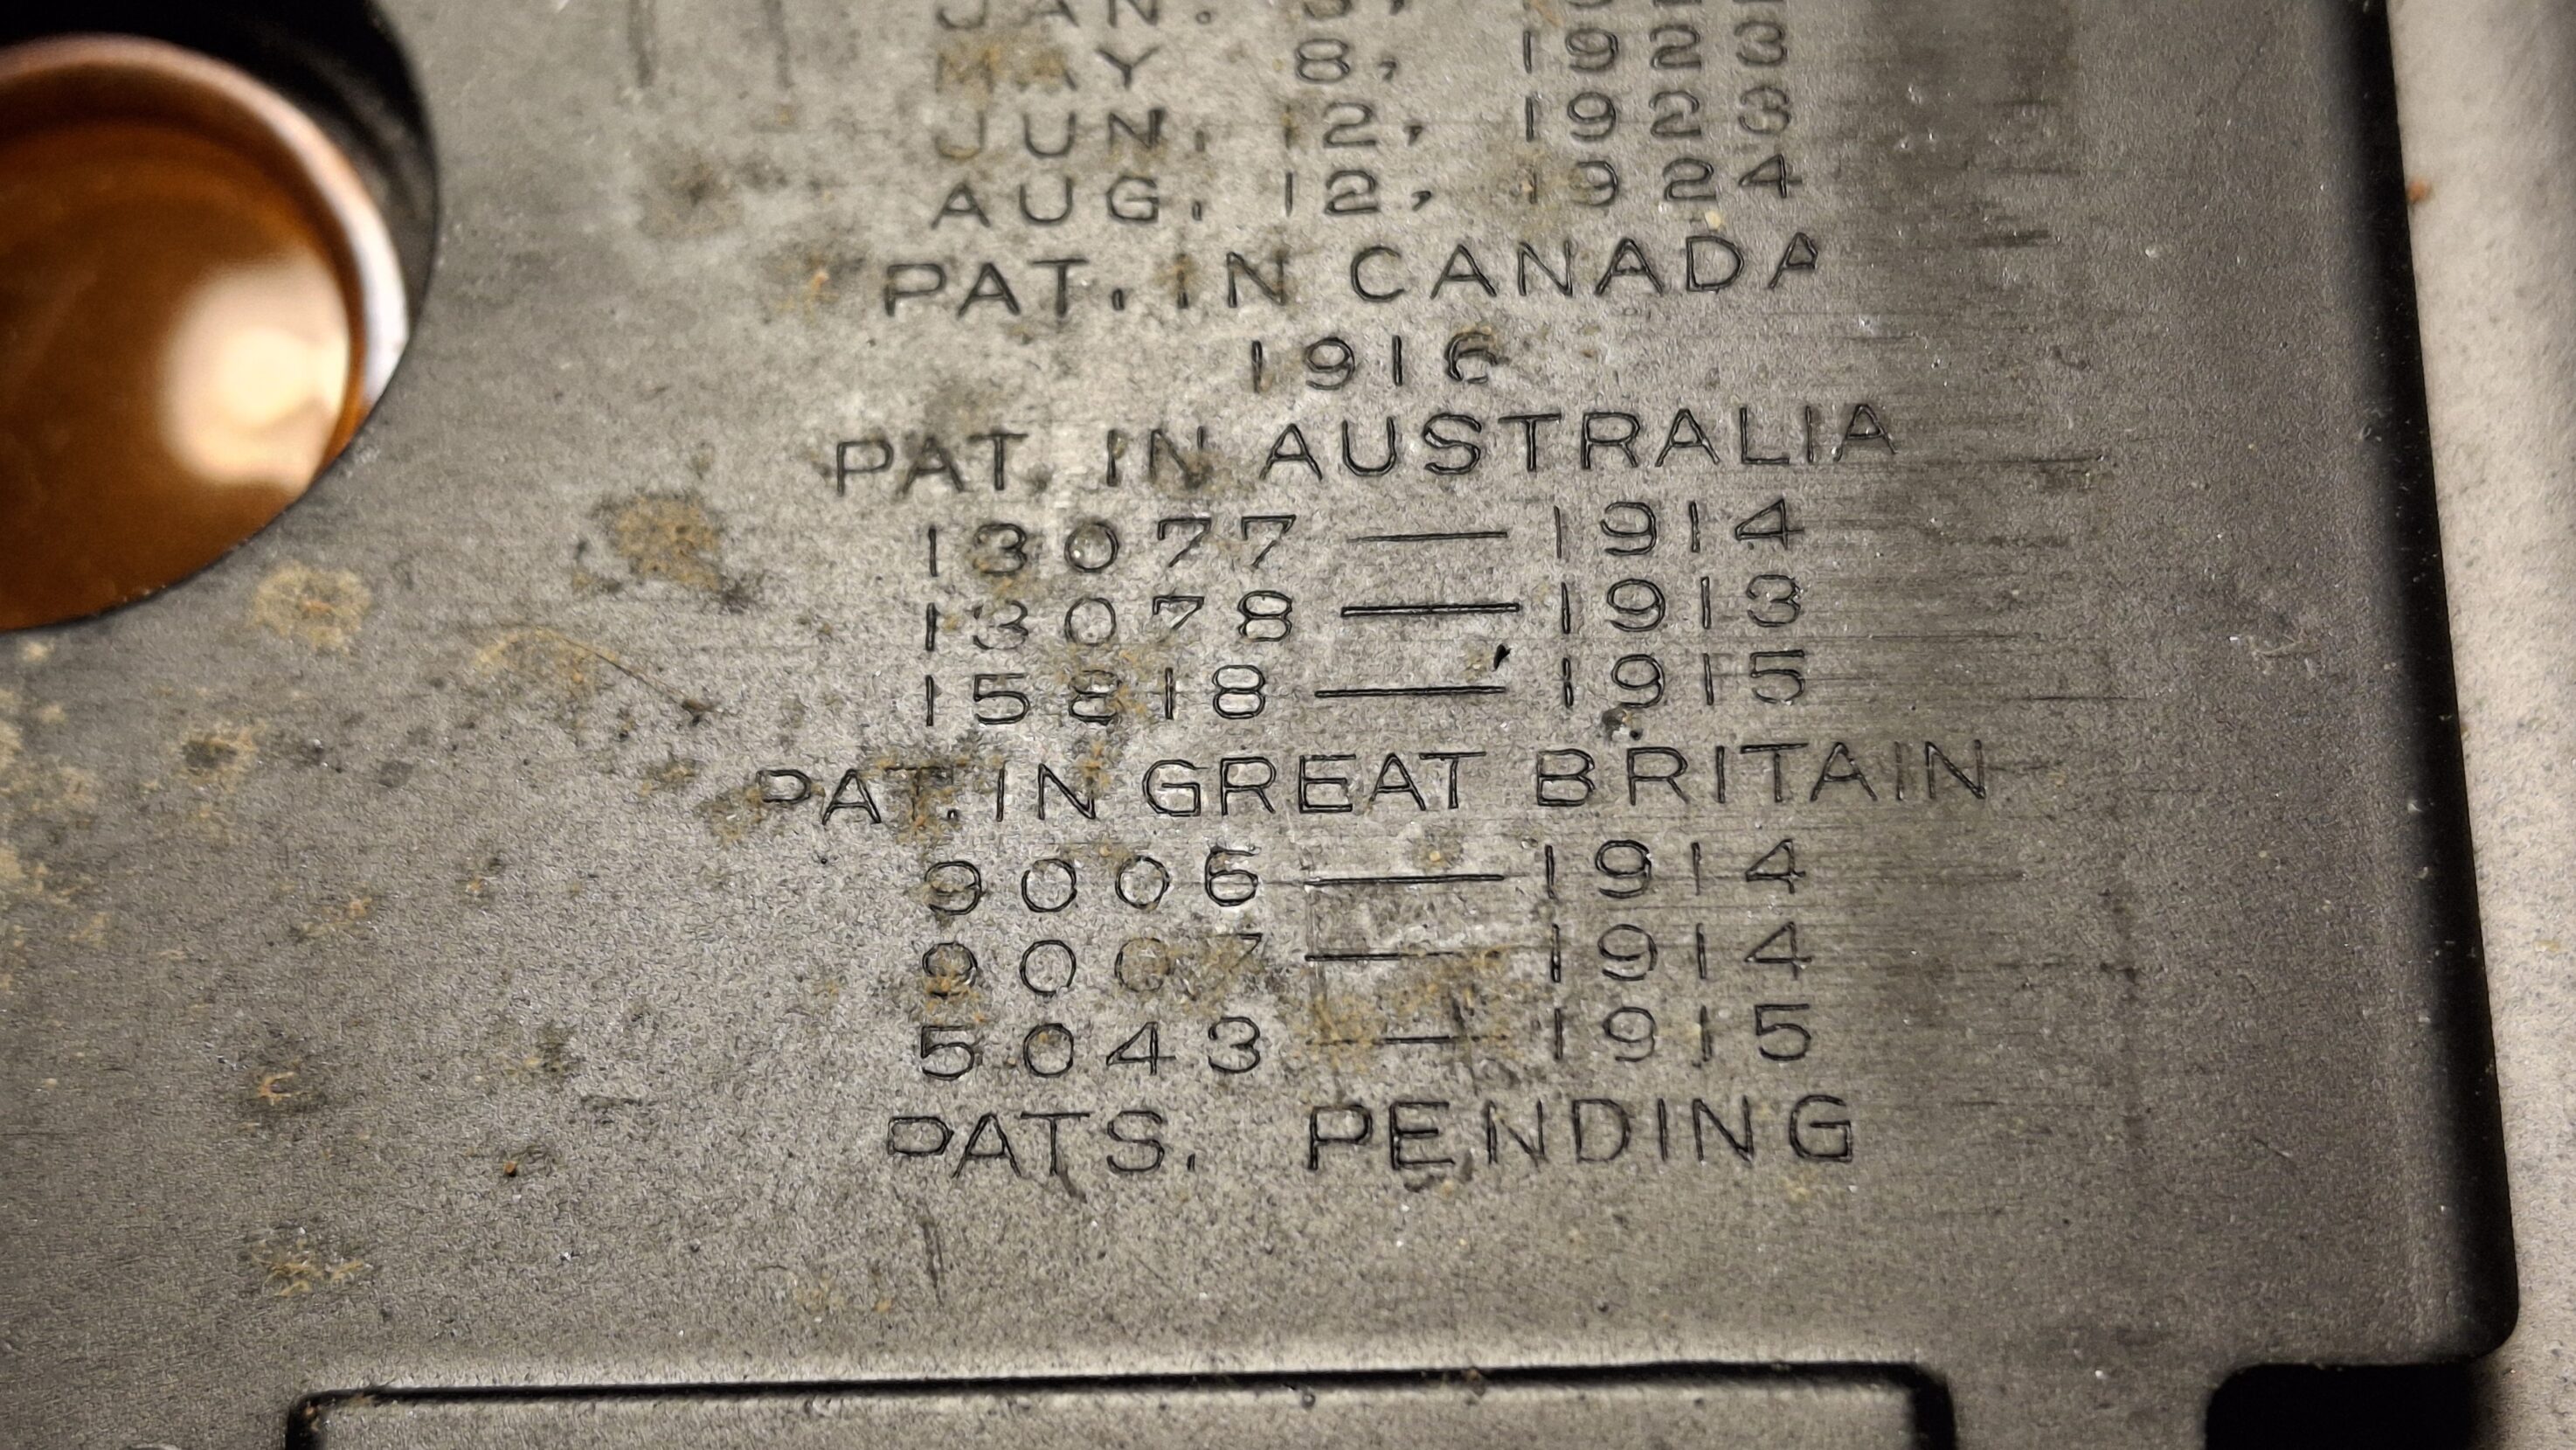 JAN.
MAY 8, 1923
JUN. 12, 1923
AUG. 12, 1924
PAT. IN CANADA
1916
PAT. IN AUSTRALIA
13077 — 1914
13078 — 1913
15818 — 1915
PAT. IN GREAT BRITAIN
9006 — 1914
9007 — 1914
5043 — 1915
PATS. PENDING